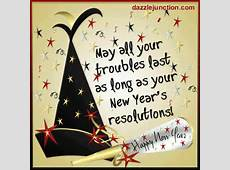 dazzlejunction.com
May all your
troubles last
as long as your
New Year's
resolutions!
Happy New Year